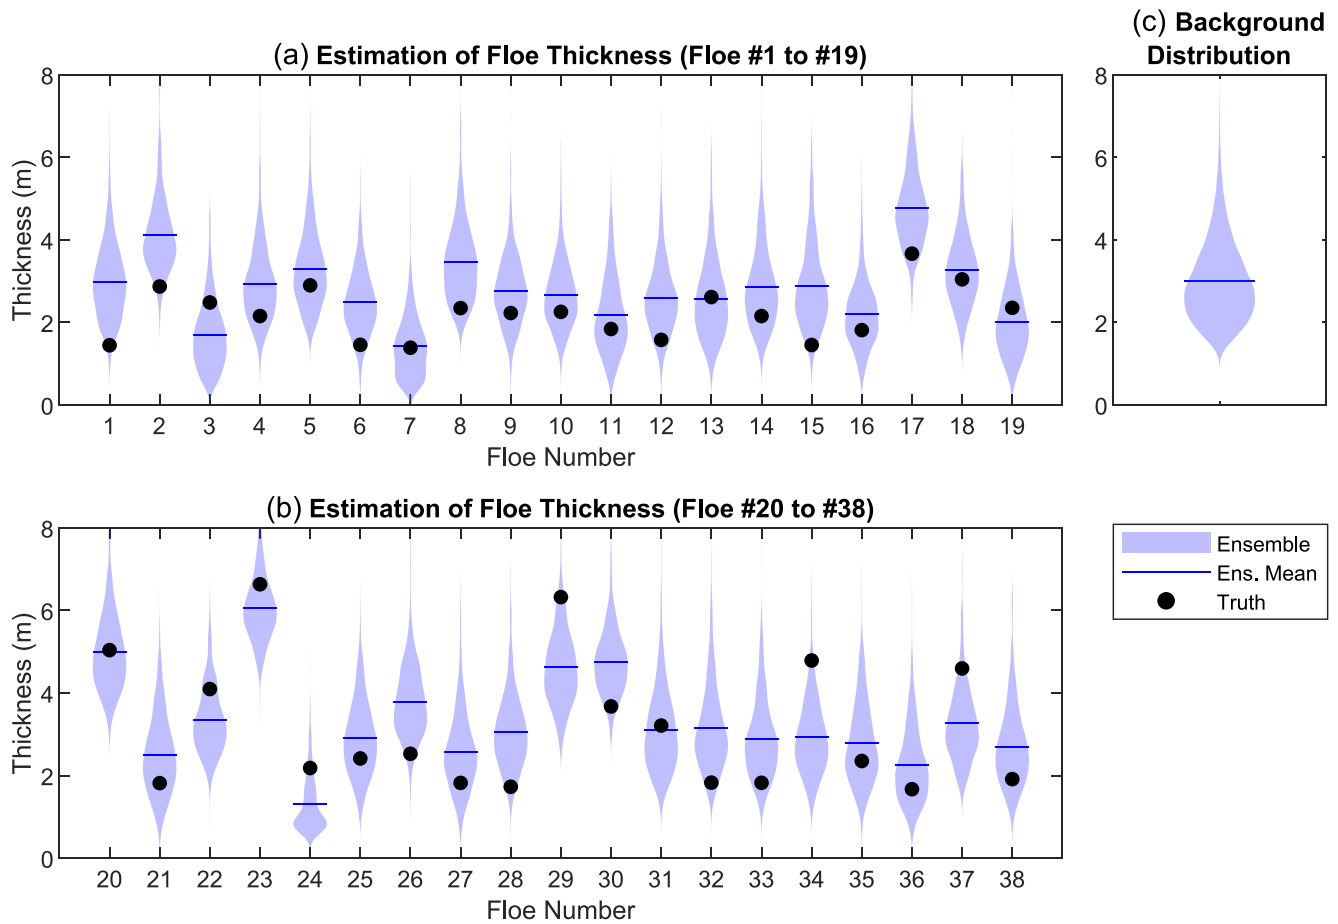 (c) Background
Distribution
(a) Estimation of Floe Thickness (Floe #1 to #19)
8
6
4
2
0
Thickness (m)
1 2 3 4 5 6 7 8 9 10 11 12 13 14 15 16 17 18 19
Floe Number
8
6
4
2
0
(b) Estimation of Floe Thickness (Floe #20 to #38)
8
6
4
2
0
Thickness (m)
20 21 22 23 24 25 26 27 28 29 30 31 32 33 34 35 36 37 38
Floe Number
Ensemble
Ens. Mean
Truth